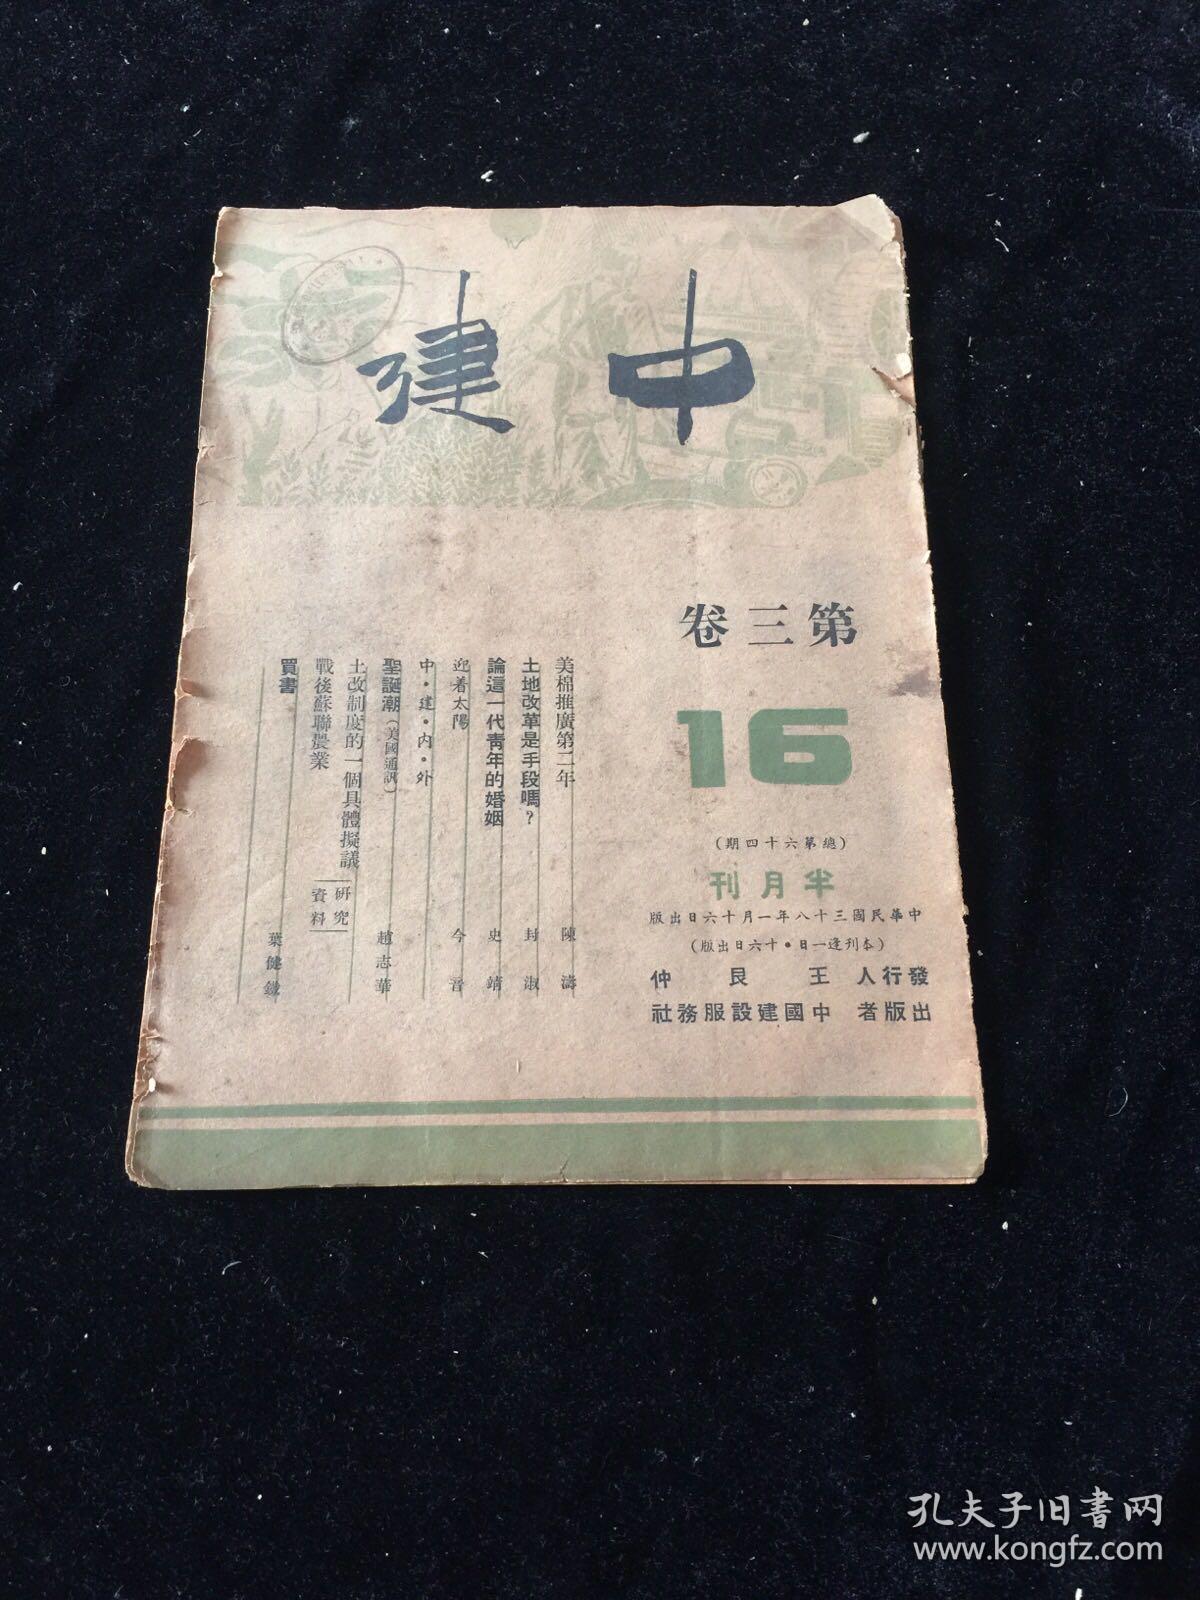 中建
第三卷
16
(總第六十四期)
半月刊
中華民國三十八年一月十六日出版
(本刊逢一日·十六日出版)
發行人 王艮仲
出版者 中國建設服務社
美棉推廣第二年 陳濤
土地改革是手段嗎？ 封淑
論這一代青年的婚姻 史靖
迎着太陽 今音
中·建·內·外
聖誕潮(美國通訊) 趙志華
土改制度的一個具體擬議
戰後蘇聯農業
研究資料
買書 葉健鐵
孔夫子旧书网
www.kongfz.com